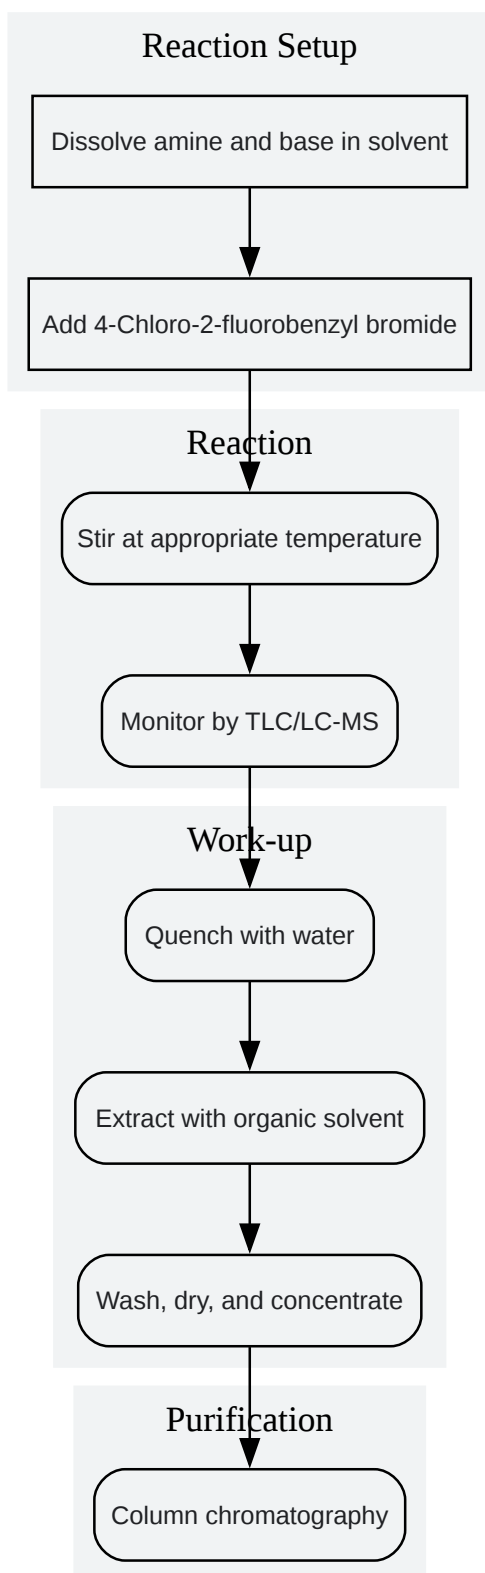 Reaction Setup
Dissolve amine and base in solvent
Add 4-Chloro-2-fluorobenzyl bromide
Reaction
Stir at appropriate temperature
Monitor by TLC/LC-MS
Work-up
Quench with water
Extract with organic solvent
Wash, dry, and concentrate
Purification
Column chromatography